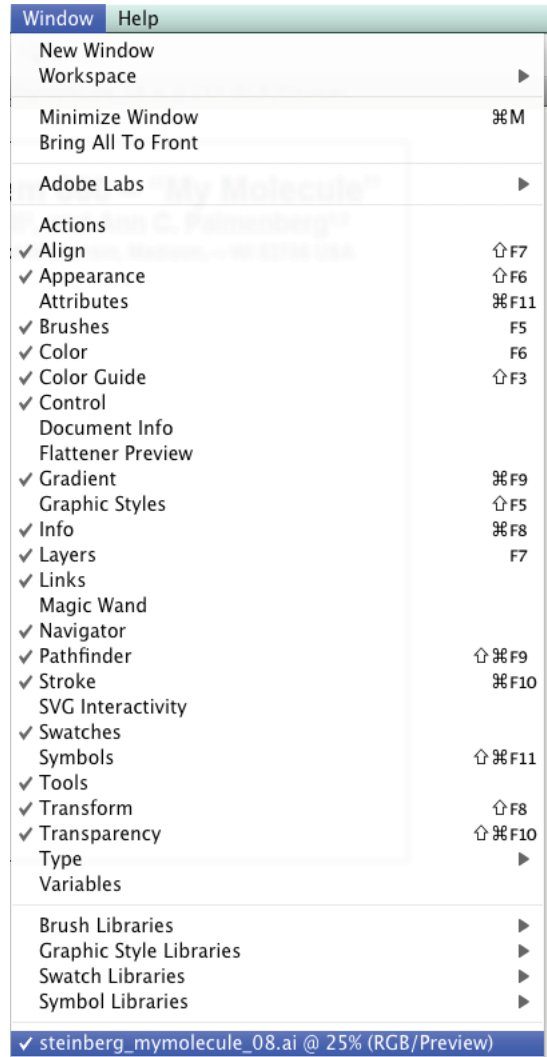 Window Help
New Window
Workspace ▶
Minimize Window ⌘M
Bring All To Front
Adobe Labs ▶
Actions
✓ Align ⇧F7
✓ Appearance ⇧F6
Attributes ⌘F11
✓ Brushes F5
✓ Color F6
✓ Color Guide ⇧F3
✓ Control
Document Info
Flattener Preview
✓ Gradient ⌘F9
Graphic Styles ⇧F5
✓ Info ⌘F8
✓ Layers F7
✓ Links
Magic Wand
✓ Navigator
✓ Pathfinder ⇧⌘F9
✓ Stroke ⌘F10
SVG Interactivity
✓ Swatches
Symbols ⇧⌘F11
✓ Tools
✓ Transform ⇧F8
✓ Transparency ⇧⌘F10
Type ▶
Variables
Brush Libraries ▶
Graphic Style Libraries ▶
Swatch Libraries ▶
Symbol Libraries ▶
✓ steinberg_mymolecule_08.ai @ 25% (RGB/Preview)